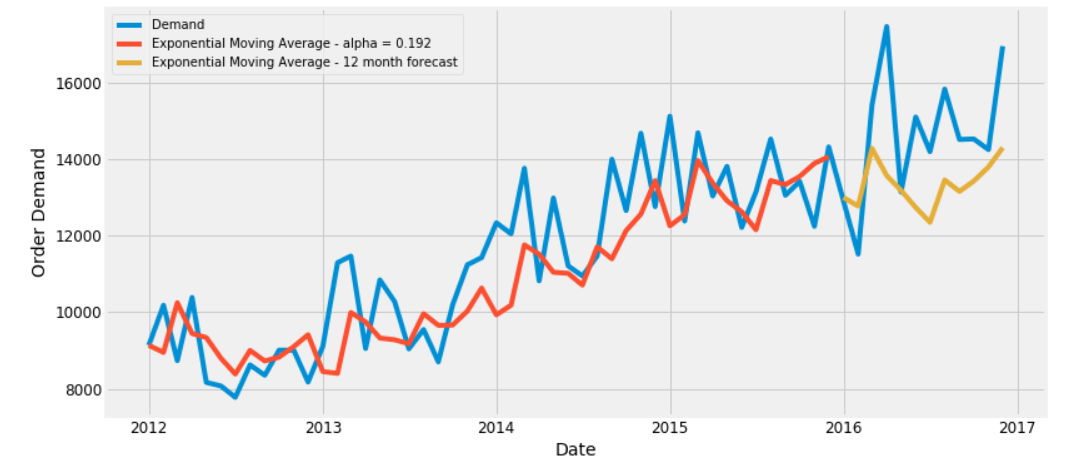 Demand
Exponential Moving Average - alpha = 0.192
Exponential Moving Average - 12 month forecast
16000
14000
12000
10000
8000
Order Demand
2012 2013 2014 2015 2016 2017
Date